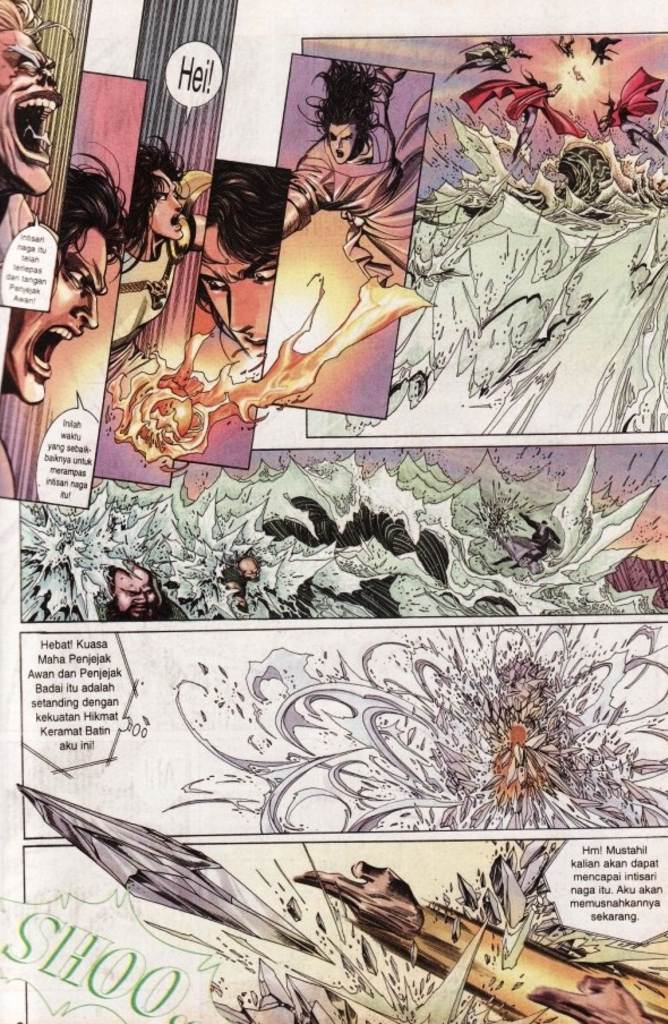 Hei!
Intisari
naga itu
telah
terlepas
dari tangan
Penjejak
Awan!
Inilah
waktu
yang sebaik-
baiknya untuk
merampas
intisari naga
itu!
Hebat! Kuasa
Maha Penjejak
Awan dan Penjejak
Badai itu adalah
setanding dengan
kekuatan Hikmat
Keramat Batin
aku ini!
Hm! Mustahil
kalian akan dapat
mencapai intisari
naga itu. Aku akan
memusnahkannya
sekarang.
SHOO